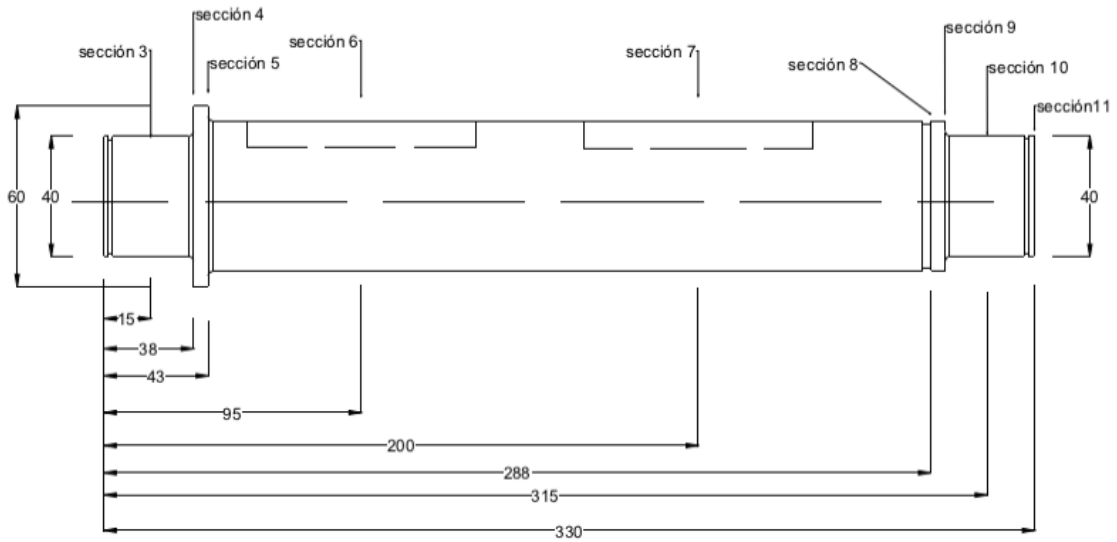 sección 4
sección 9
sección 6
sección 3
sección 7
sección 5
sección 8
sección 10
sección11
60
40
40
15
38
43
95
200
288
315
330